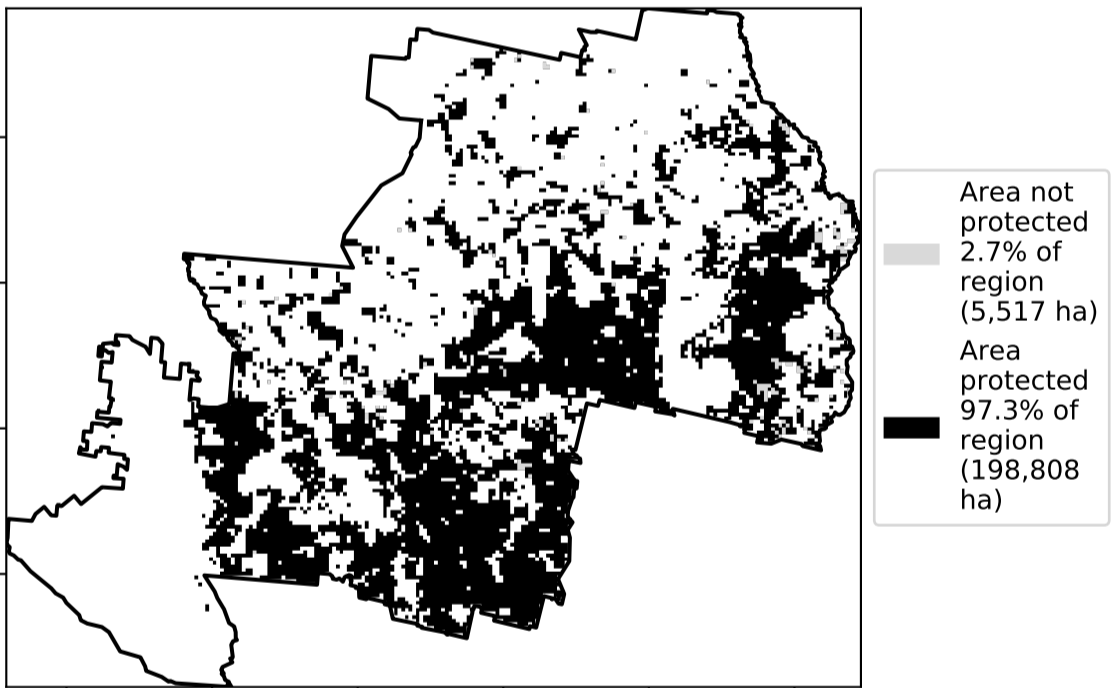 Area not
protected
2.7% of
region
(5,517 ha)
Area
protected
97.3% of
region
(198,808
ha)